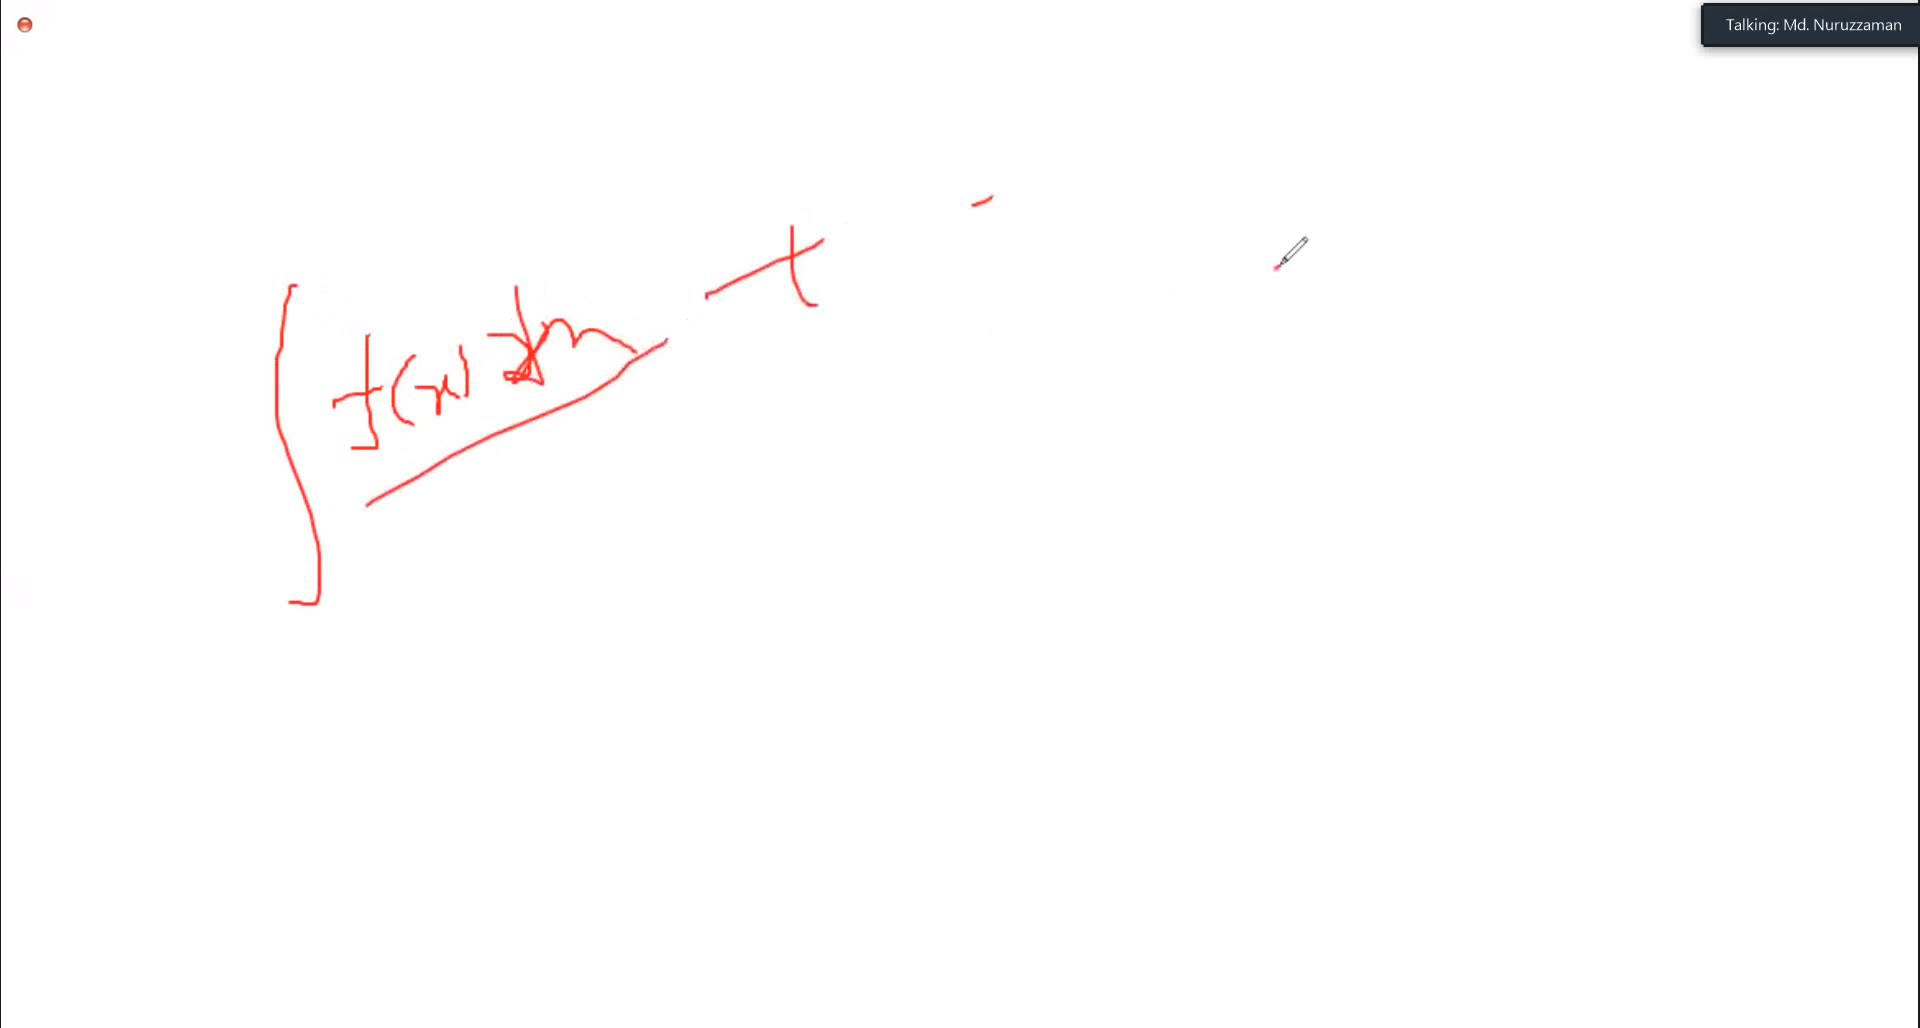 Talking: Md. Nuruzzaman
∫ f(x) dx t -